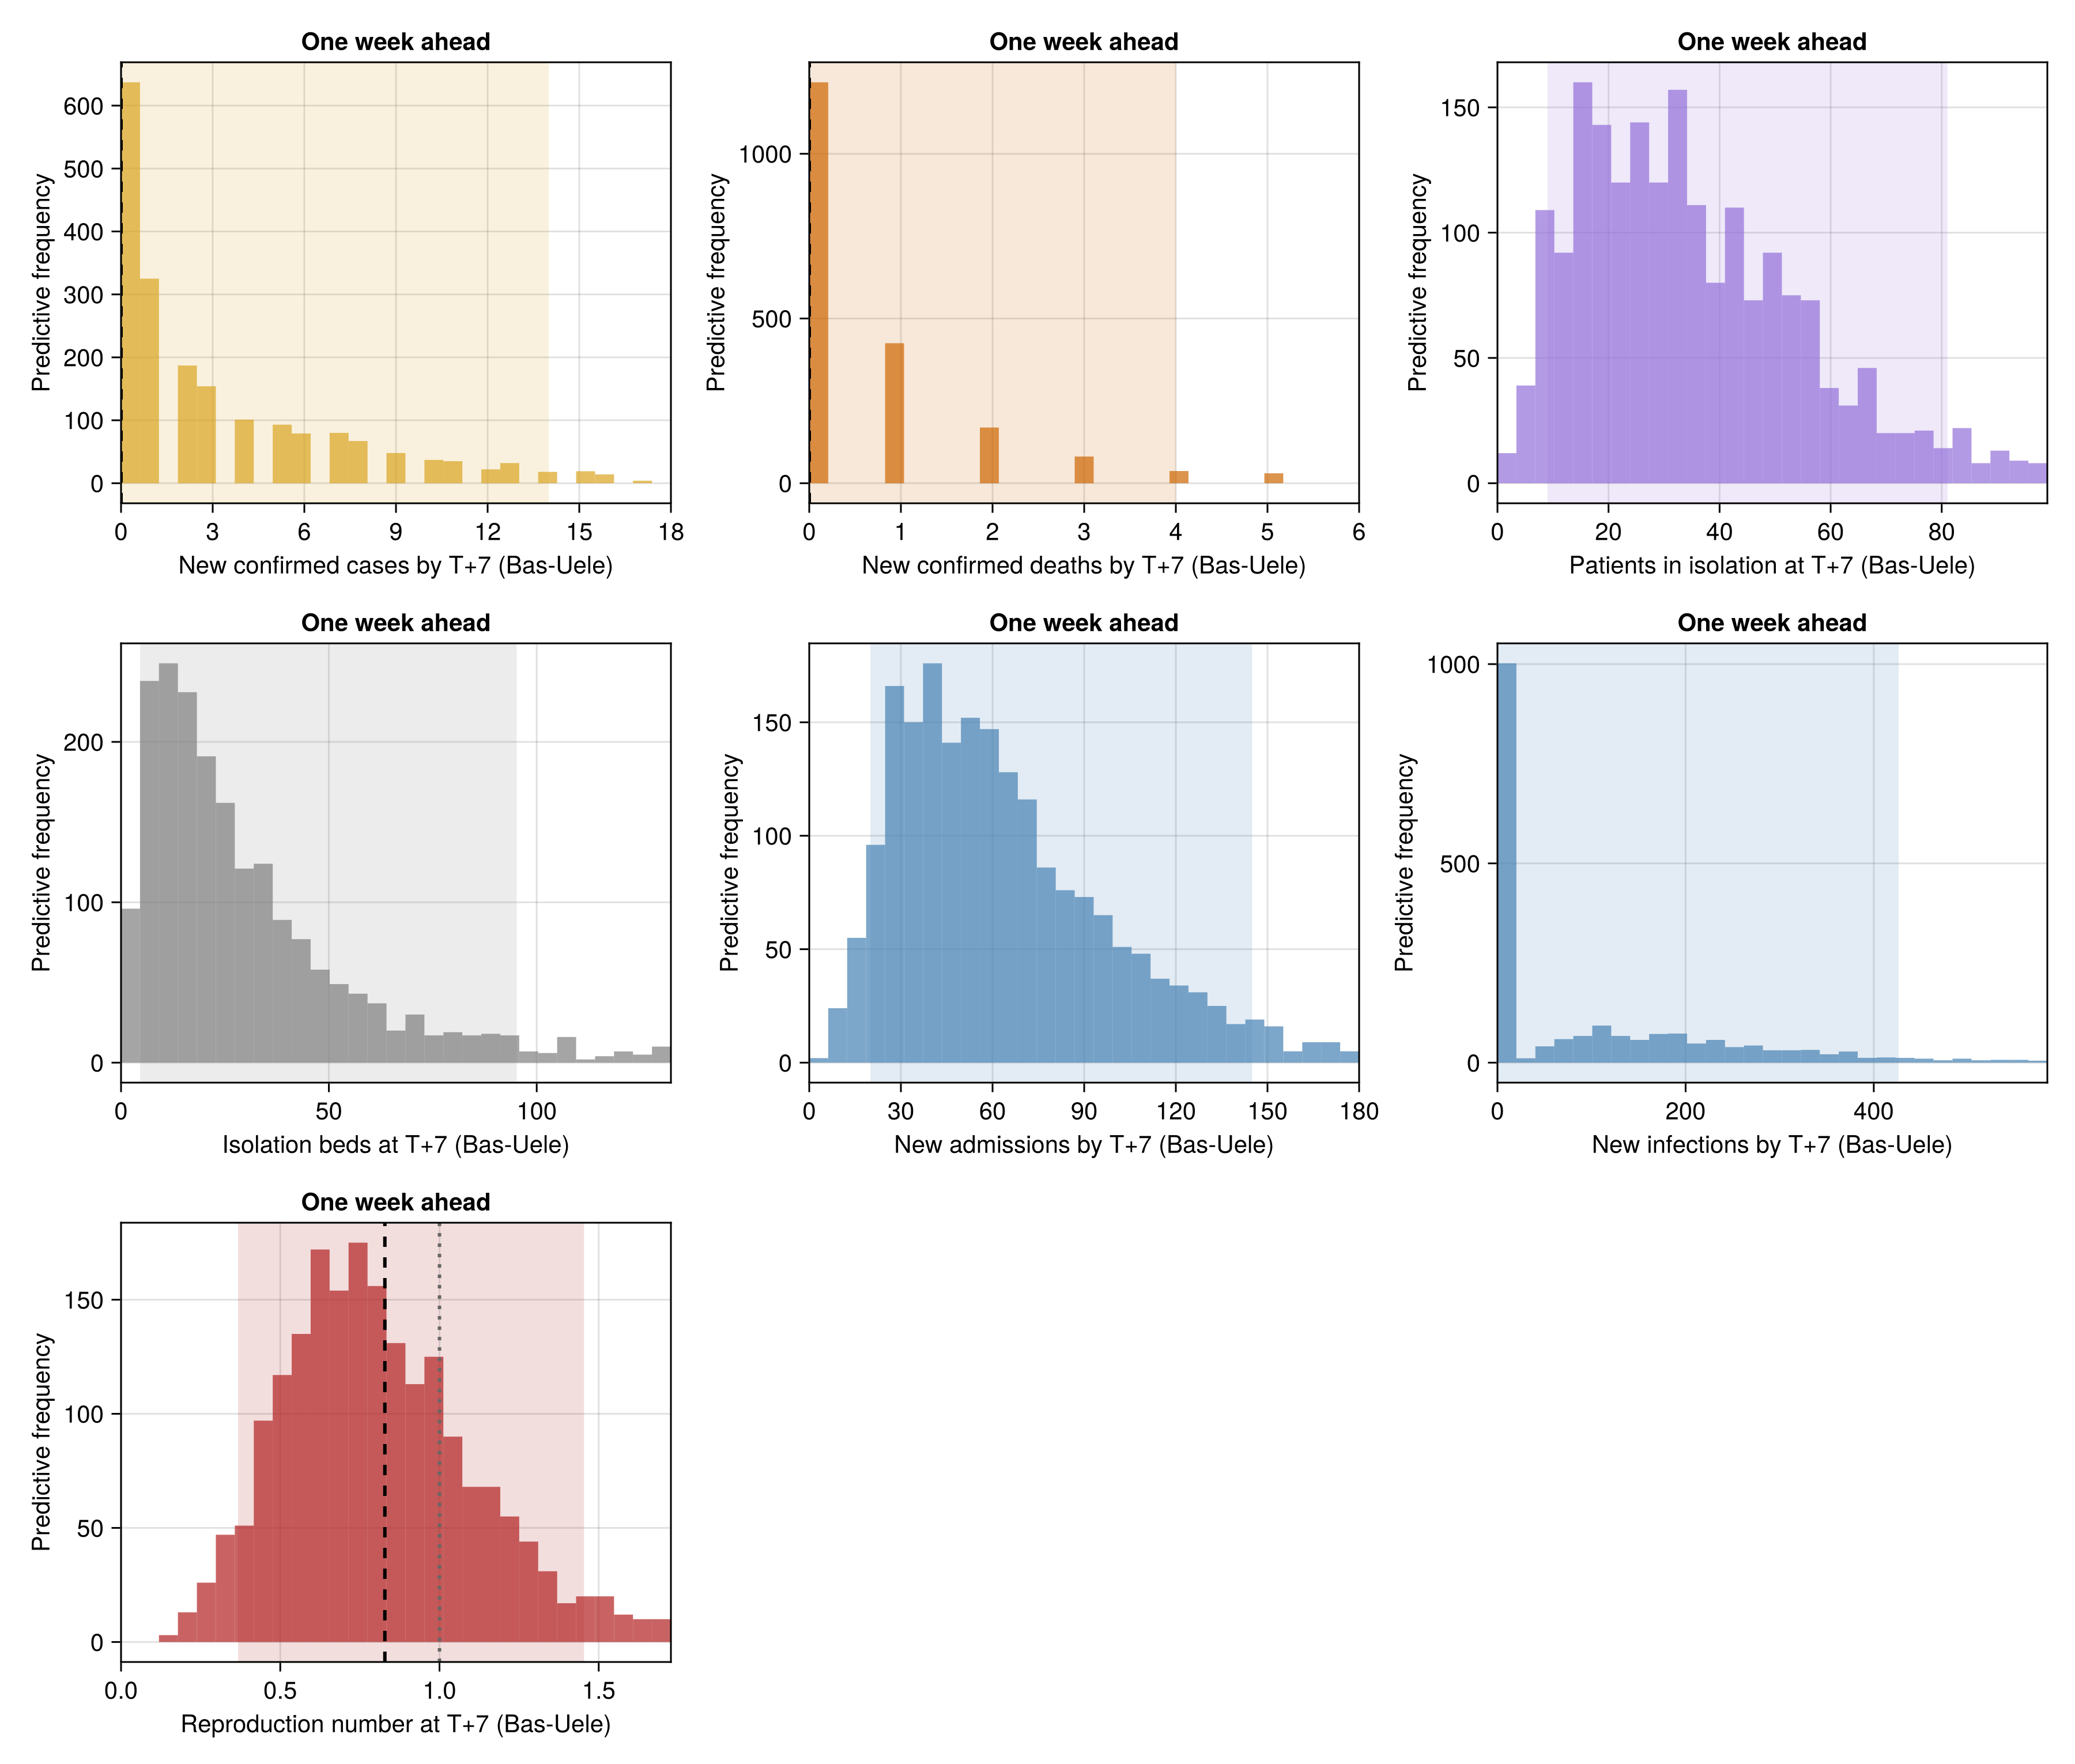 One week ahead
One week ahead
One week ahead
Predictive frequency
600
500
400
300
200
100
0
0 3 6 9 12 15 18
New confirmed cases by T+7 (Bas-Uele)
Predictive frequency
1000
500
0
0 1 2 3 4 5 6
New confirmed deaths by T+7 (Bas-Uele)
Predictive frequency
150
100
50
0
0 20 40 60 80
Patients in isolation at T+7 (Bas-Uele)
One week ahead
One week ahead
One week ahead
Predictive frequency
200
100
0
0 50 100
Isolation beds at T+7 (Bas-Uele)
Predictive frequency
150
100
50
0
0 30 60 90 120 150 180
New admissions by T+7 (Bas-Uele)
Predictive frequency
1000
500
0
0 200 400
New infections by T+7 (Bas-Uele)
One week ahead
Predictive frequency
150
100
50
0
0.0 0.5 1.0 1.5
Reproduction number at T+7 (Bas-Uele)